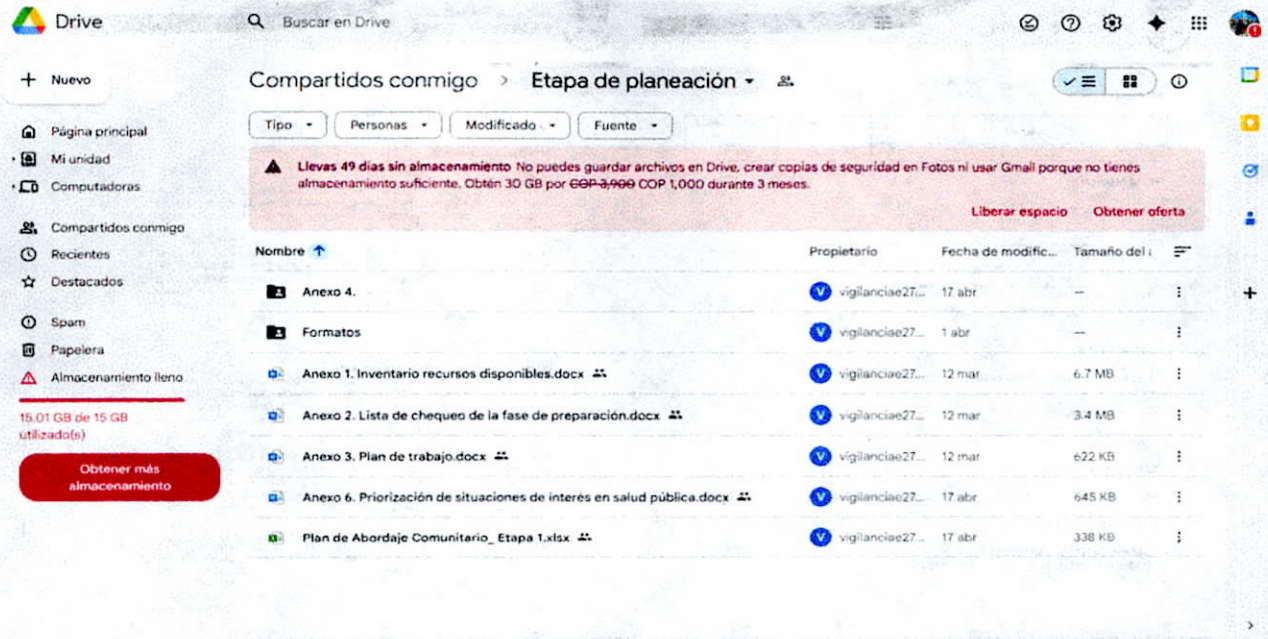 Drive
Buscar en Drive
Nuevo
Compartidos conmigo > Etapa de planeación
Tipo
Personas
Modificado
Fuente
Página principal
Mi unidad
Computadoras
Compartidos conmigo
Recientes
Destacados
Spam
Papelera
Almacenamiento lleno
15.01 GB de 15 GB
utilizado(s)
Obtener más
almacenamiento
Llevas 49 días sin almacenamiento No puedes guardar archivos en Drive, crear copias de seguridad en Fotos ni usar Gmail porque no tienes
almacenamiento suficiente. Obtén 30 GB por COP 3,900 COP 1,000 durante 3 meses.
Liberar espacio Obtener oferta
Nombre Propietario Fecha de modific... Tamaño del
Anexo 4. V vigilanciae27... 17 abr —
Formatos V vigilanciae27... 1 abr —
Anexo 1. Inventario recursos disponibles.docx V vigilanciae27... 12 mar 6.7 MB
Anexo 2. Lista de chequeo de la fase de preparación.docx V vigilanciae27... 12 mar 3.4 MB
Anexo 3. Plan de trabajo.docx V vigilanciae27... 12 mar 622 KB
Anexo 6. Priorización de situaciones de interés en salud pública.docx V vigilanciae27... 17 abr 645 KB
Plan de Abordaje Comunitario_ Etapa 1.xlsx V vigilanciae27... 17 abr 338 KB